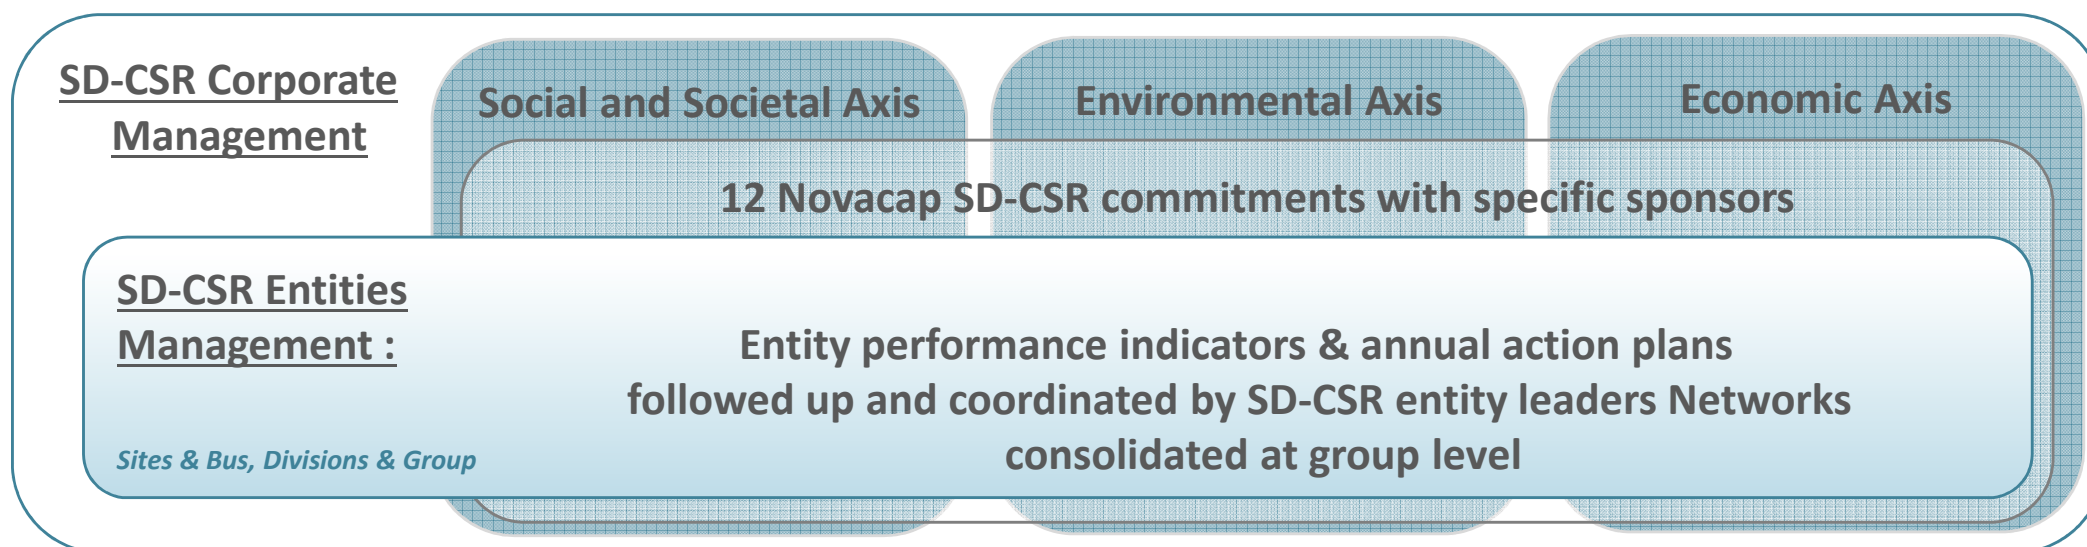 SD-CSR Corporate
Management
Social and Societal Axis
Environmental Axis
Economic Axis
12 Novacap SD-CSR commitments with specific sponsors
SD-CSR Entities
Management :
Entity performance indicators & annual action plans
followed up and coordinated by SD-CSR entity leaders Networks
consolidated at group level
Sites & Bus, Divisions & Group